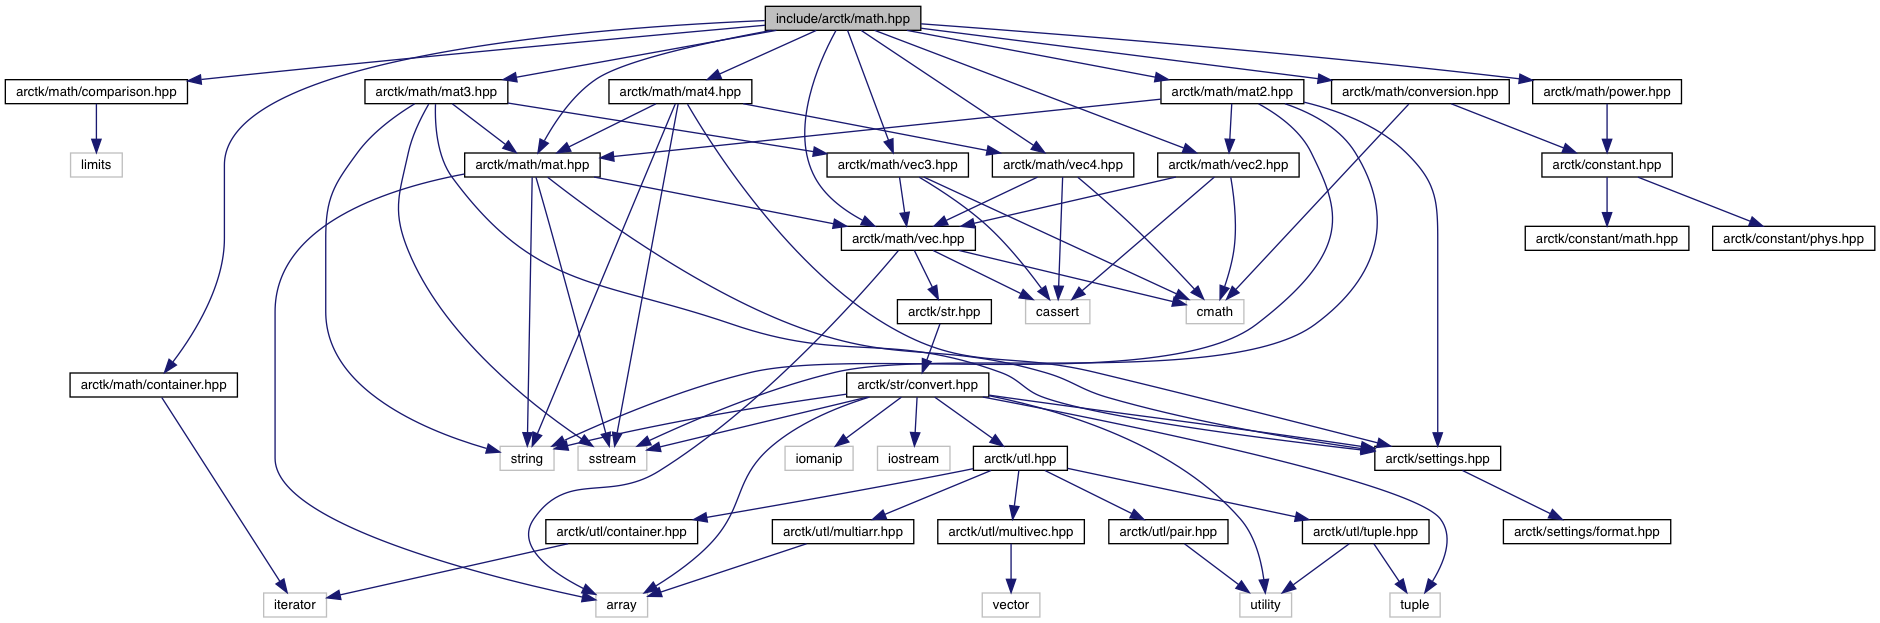 include/arctk/math.hpp
arctk/math/comparison.hpp
arctk/math/mat3.hpp
arctk/math/mat4.hpp
arctk/math/mat2.hpp
arctk/math/conversion.hpp
arctk/math/power.hpp
limits
arctk/math/mat.hpp
arctk/math/vec3.hpp
arctk/math/vec4.hpp
arctk/math/vec2.hpp
arctk/constant.hpp
arctk/math/vec.hpp
arctk/constant/math.hpp
arctk/constant/phys.hpp
arctk/str.hpp
cassert
cmath
arctk/math/container.hpp
arctk/str/convert.hpp
string
sstream
iomanip
iostream
arctk/utl.hpp
arctk/settings.hpp
arctk/utl/container.hpp
arctk/utl/multiarr.hpp
arctk/utl/multivec.hpp
arctk/utl/pair.hpp
arctk/utl/tuple.hpp
arctk/settings/format.hpp
iterator
array
vector
utility
tuple